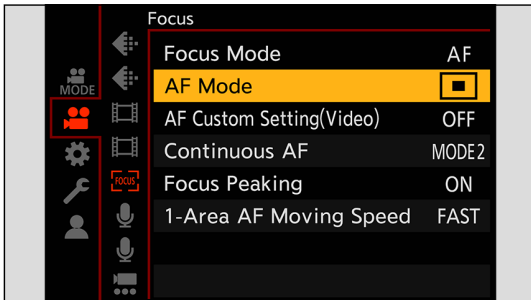 Focus
Focus Mode AF
MODE
AF Mode
AF Custom Setting(Video) OFF
Continuous AF MODE2
FOCUS
Focus Peaking ON
1-Area AF Moving Speed FAST